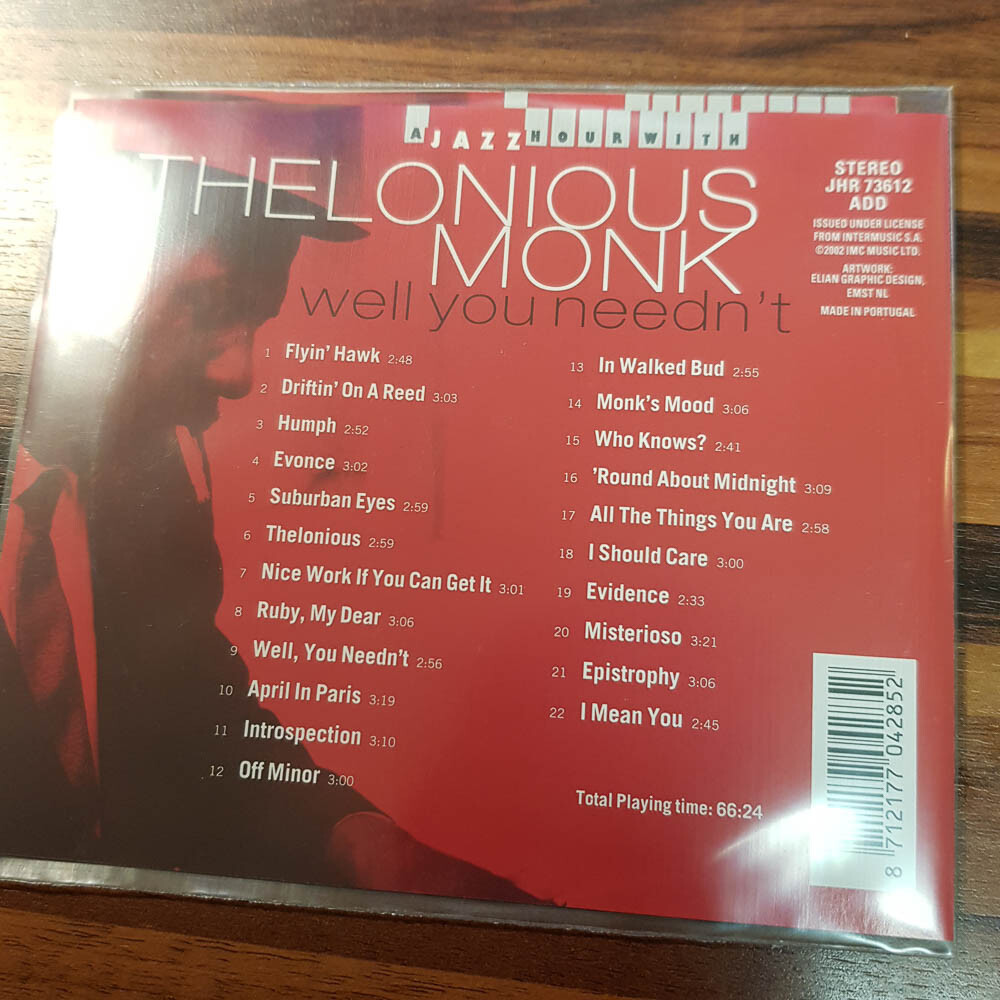 A JAZZ HOUR WITH
THELONIOUS
MONK
well you needn't
STEREO
JHR 73612
ADD
ISSUED UNDER LICENSE
FROM INTERMUSIC S.A.
©2002 IMC MUSIC LTD.
ARTWORK:
ELIAN GRAPHIC DESIGN,
EMST NL
MADE IN PORTUGAL
1 Flyin' Hawk 2:48
2 Driftin' On A Reed 3:03
3 Humph 2:52
4 Evonce 3:02
5 Suburban Eyes 2:59
6 Thelonious 2:59
7 Nice Work If You Can Get It 3:01
8 Ruby, My Dear 3:06
9 Well, You Needn't 2:56
10 April In Paris 3:19
11 Introspection 3:10
12 Off Minor 3:00
13 In Walked Bud 2:55
14 Monk's Mood 3:06
15 Who Knows? 2:41
16 'Round About Midnight 3:09
17 All The Things You Are 2:58
18 I Should Care 3:00
19 Evidence 2:33
20 Misterioso 3:21
21 Epistrophy 3:06
22 I Mean You 2:45
Total Playing time: 66:24
8 712177 042852